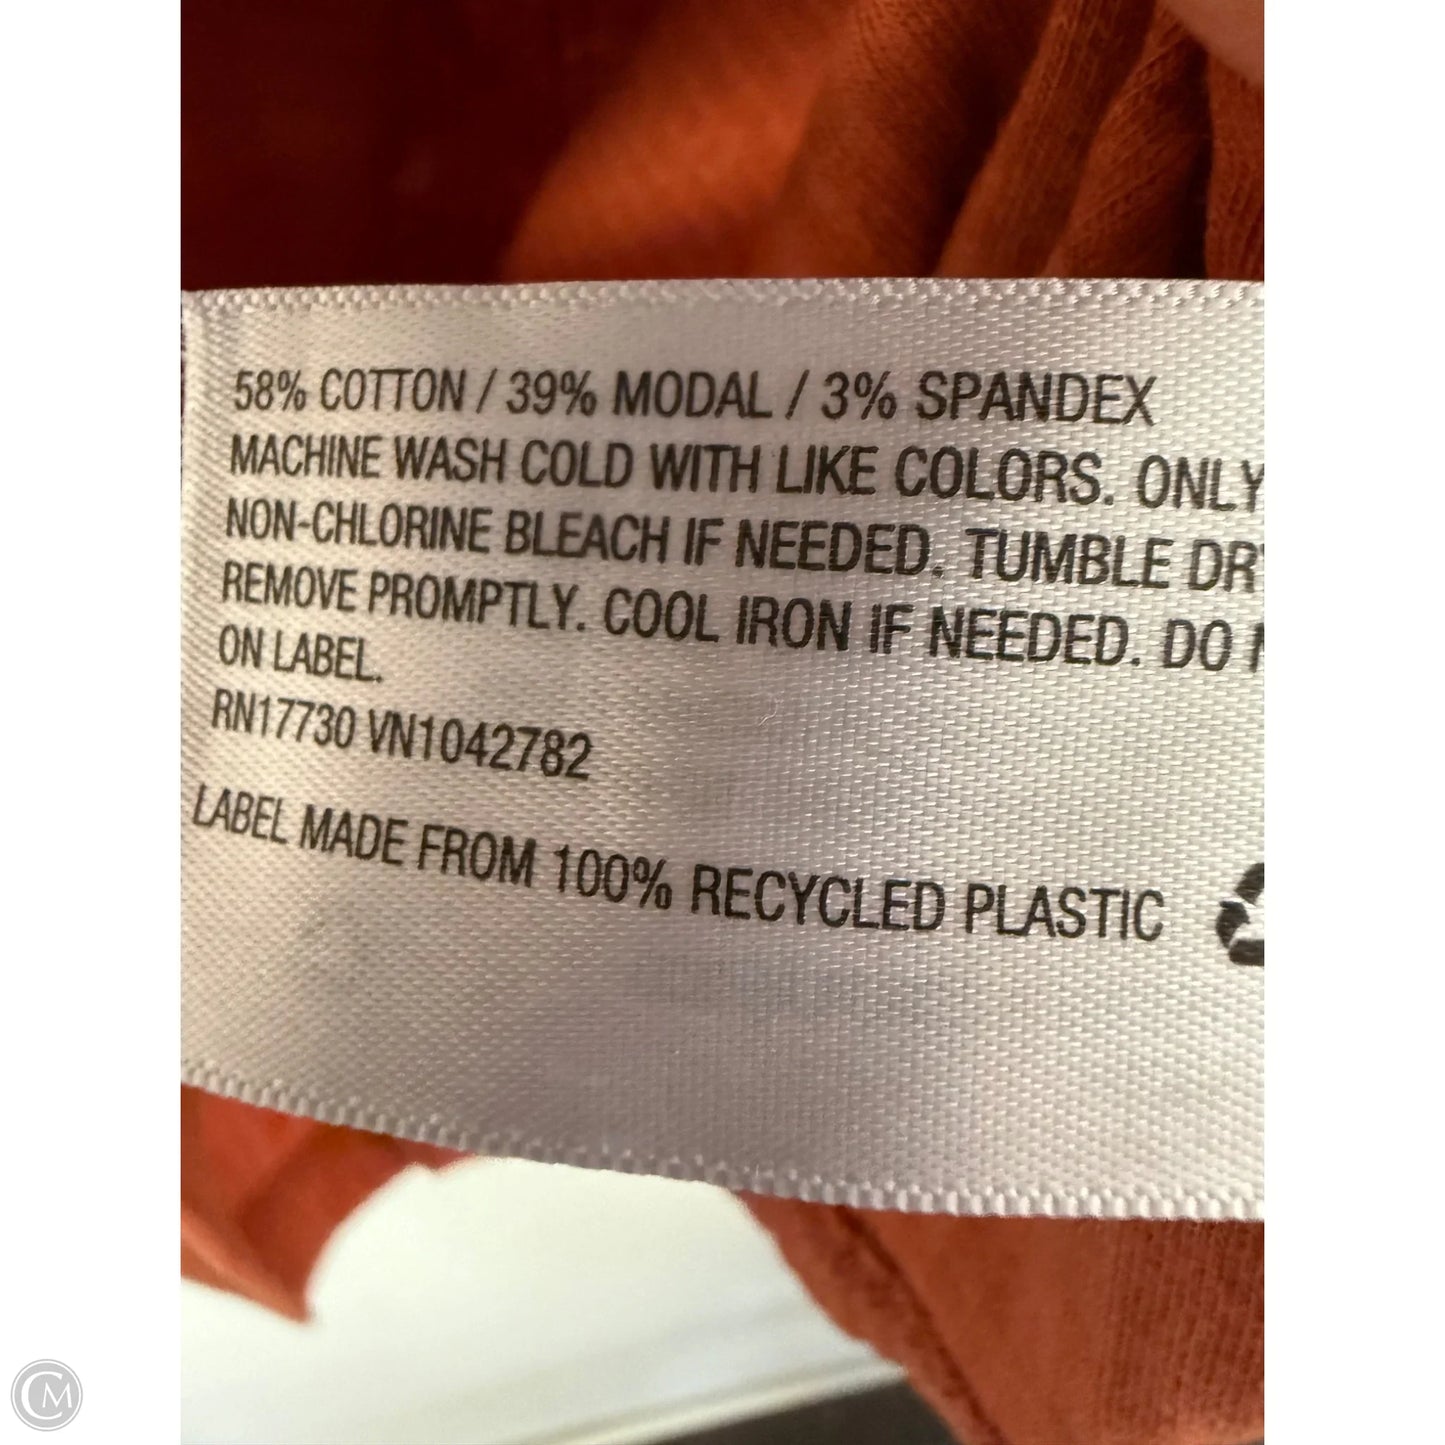 58% COTTON / 39% MODAL / 3% SPANDEX
MACHINE WASH COLD WITH LIKE COLORS. ONLY
NON-CHLORINE BLEACH IF NEEDED. TUMBLE
REMOVE PROMPTLY. COOL IRON IF NEEDED. DO
ON LABEL.
RN17730 VN1042782
LABEL MADE FROM 100% RECYCLED PLASTIC
CM